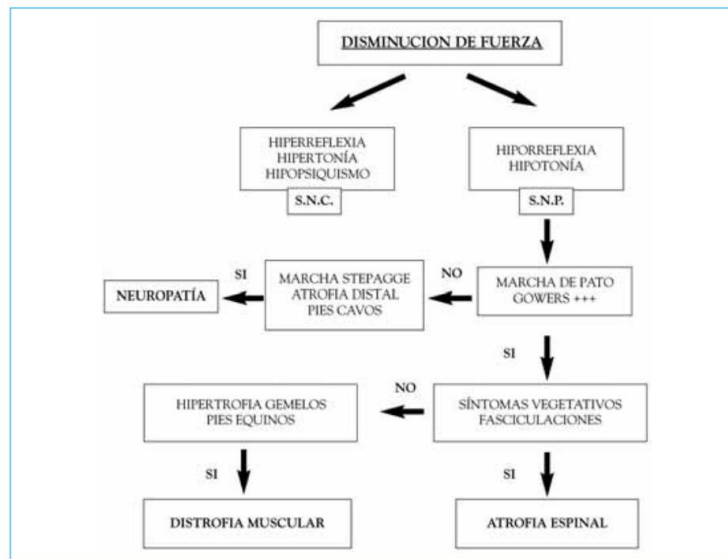 DISMINUCION DE FUERZA
HIPERREFLEXIA
HIPERTONÍA
HIPOPSIQUISMO
S.N.C.
HIPORREFLEXIA
HIPOTONÍA
S.N.P.
NEUROPATÍA
SI
MARCHA STEPAGGE
ATROFIA DISTAL
PIES CAVOS
NO
MARCHA DE PATO
GOWERS +++
SI
HIPERTROFIA GEMELOS
PIES EQUINOS
NO
SÍNTOMAS VEGETATIVOS
FASCICULACIONES
SI
SI
DISTROFIA MUSCULAR
ATROFIA ESPINAL